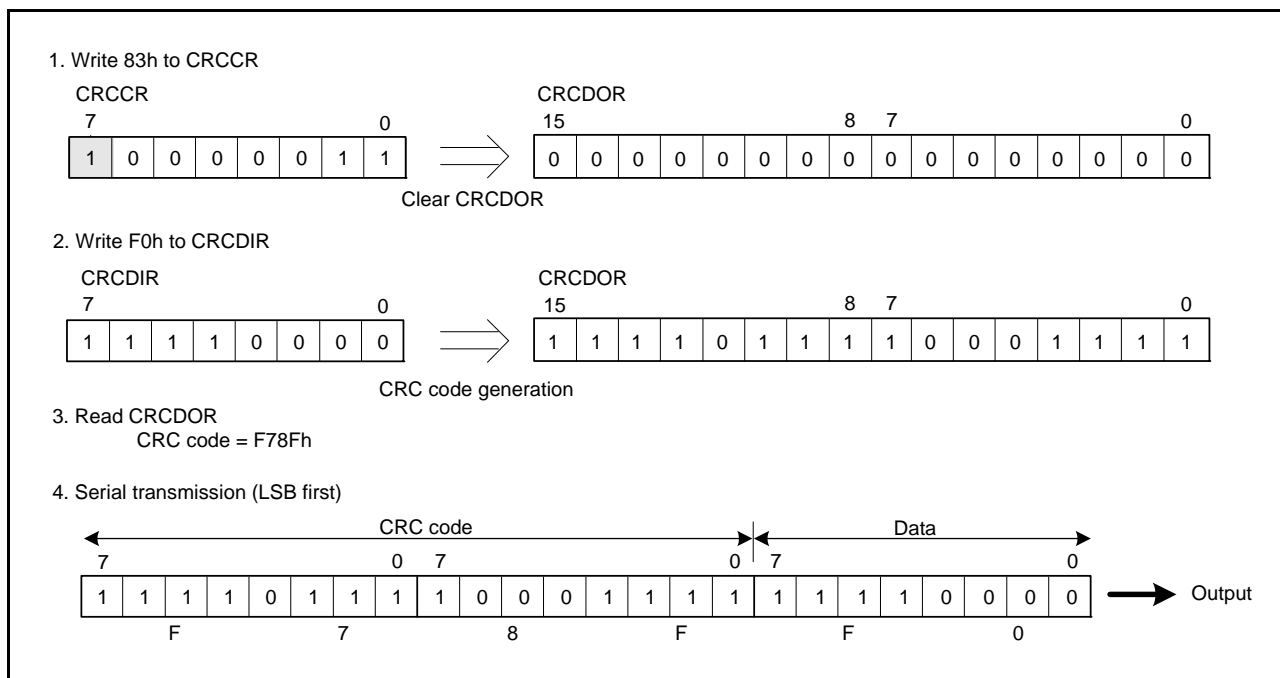 1. Write 83h to CRCCR
CRCCR CRCDOR
7 0 15 8 7 0
1 0 0 0 0 0 1 1 0 0 0 0 0 0 0 0 0 0 0 0 0 0 0 0
Clear CRCDOR
2. Write F0h to CRCDIR
CRCDIR CRCDOR
7 0 15 8 7 0
1 1 1 1 0 0 0 0 1 1 1 1 0 1 1 1 1 0 0 0 1 1 1 1
CRC code generation
3. Read CRCDOR
CRC code = F78Fh
4. Serial transmission (LSB first)
CRC code Data
7 0 7 0 7 0
1 1 1 1 0 1 1 1 1 0 0 0 1 1 1 1 1 1 1 1 0 0 0 0 Output
F 7 8 F F 0